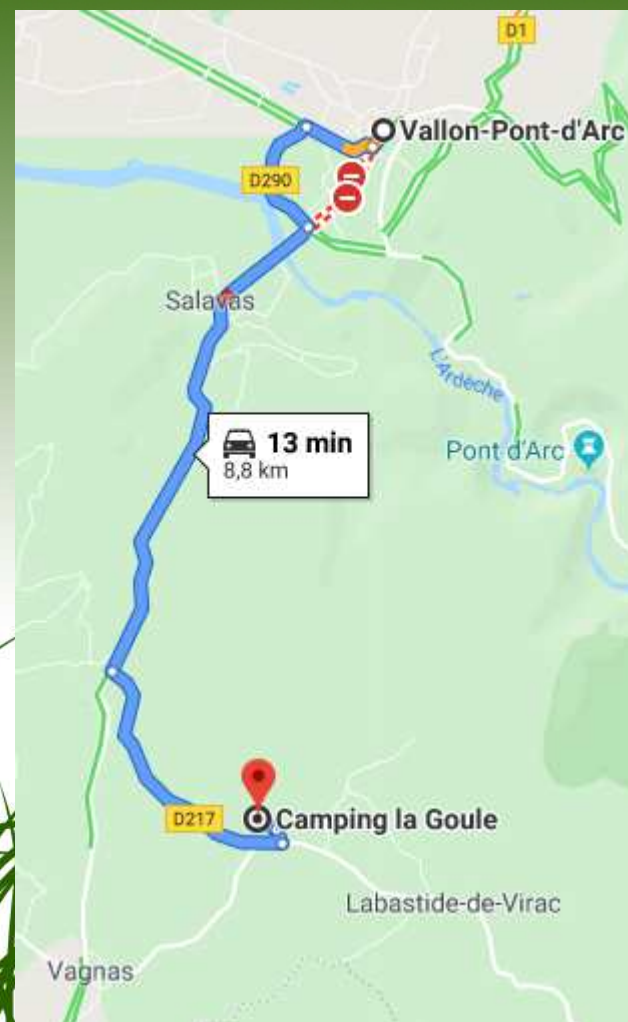 D1
Vallon-Pont-d'Arc
D290
Salavas
L'Ardèche
13 min
8,8 km
Pont d'Arc
D217
Camping la Goule
Labastide-de-Virac
Vagnas